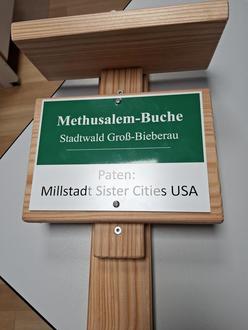 Methusalem-Buche
Stadtwald Groß-Bieberau
Paten:
Millstadt Sister Cities USA